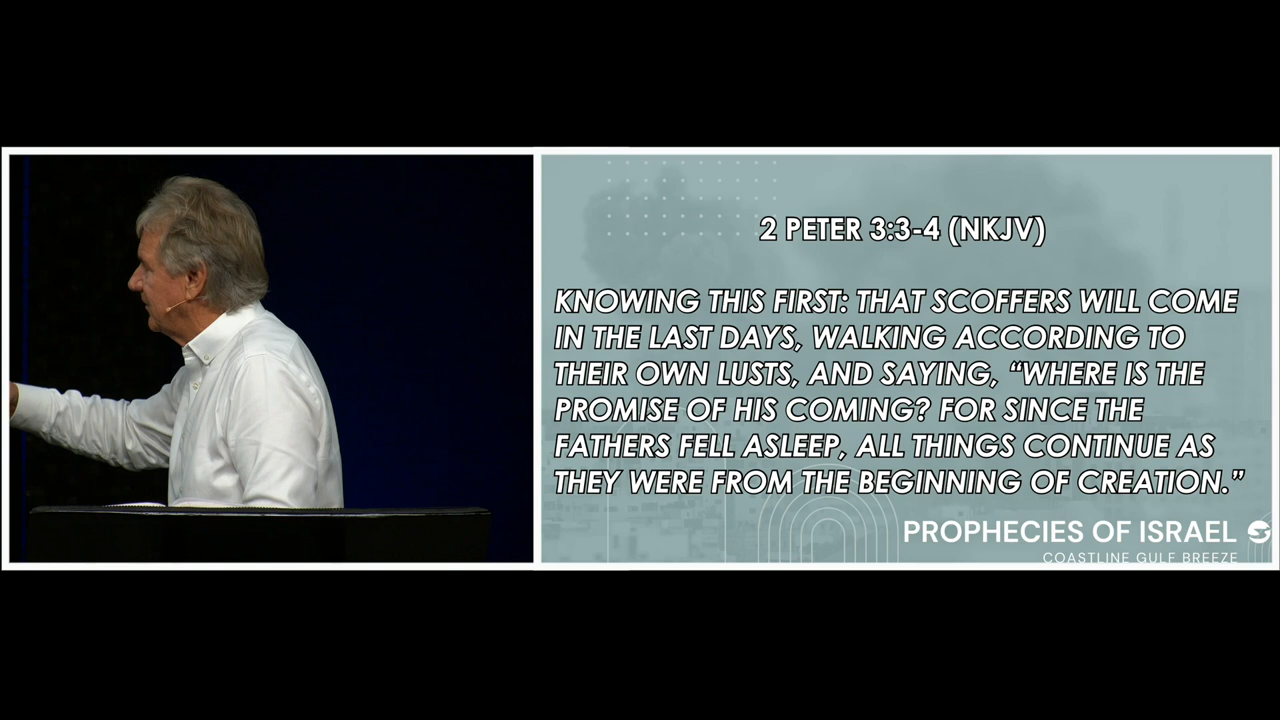 2 PETER 3:3-4 (NKJV)
KNOWING THIS FIRST: THAT SCOFFERS WILL COME
IN THE LAST DAYS, WALKING ACCORDING TO
THEIR OWN LUSTS, AND SAYING, “WHERE IS THE
PROMISE OF HIS COMING? FOR SINCE THE
FATHERS FELL ASLEEP, ALL THINGS CONTINUE AS
THEY WERE FROM THE BEGINNING OF CREATION.”
PROPHECIES OF ISRAEL
COASTLINE GULF BREEZE